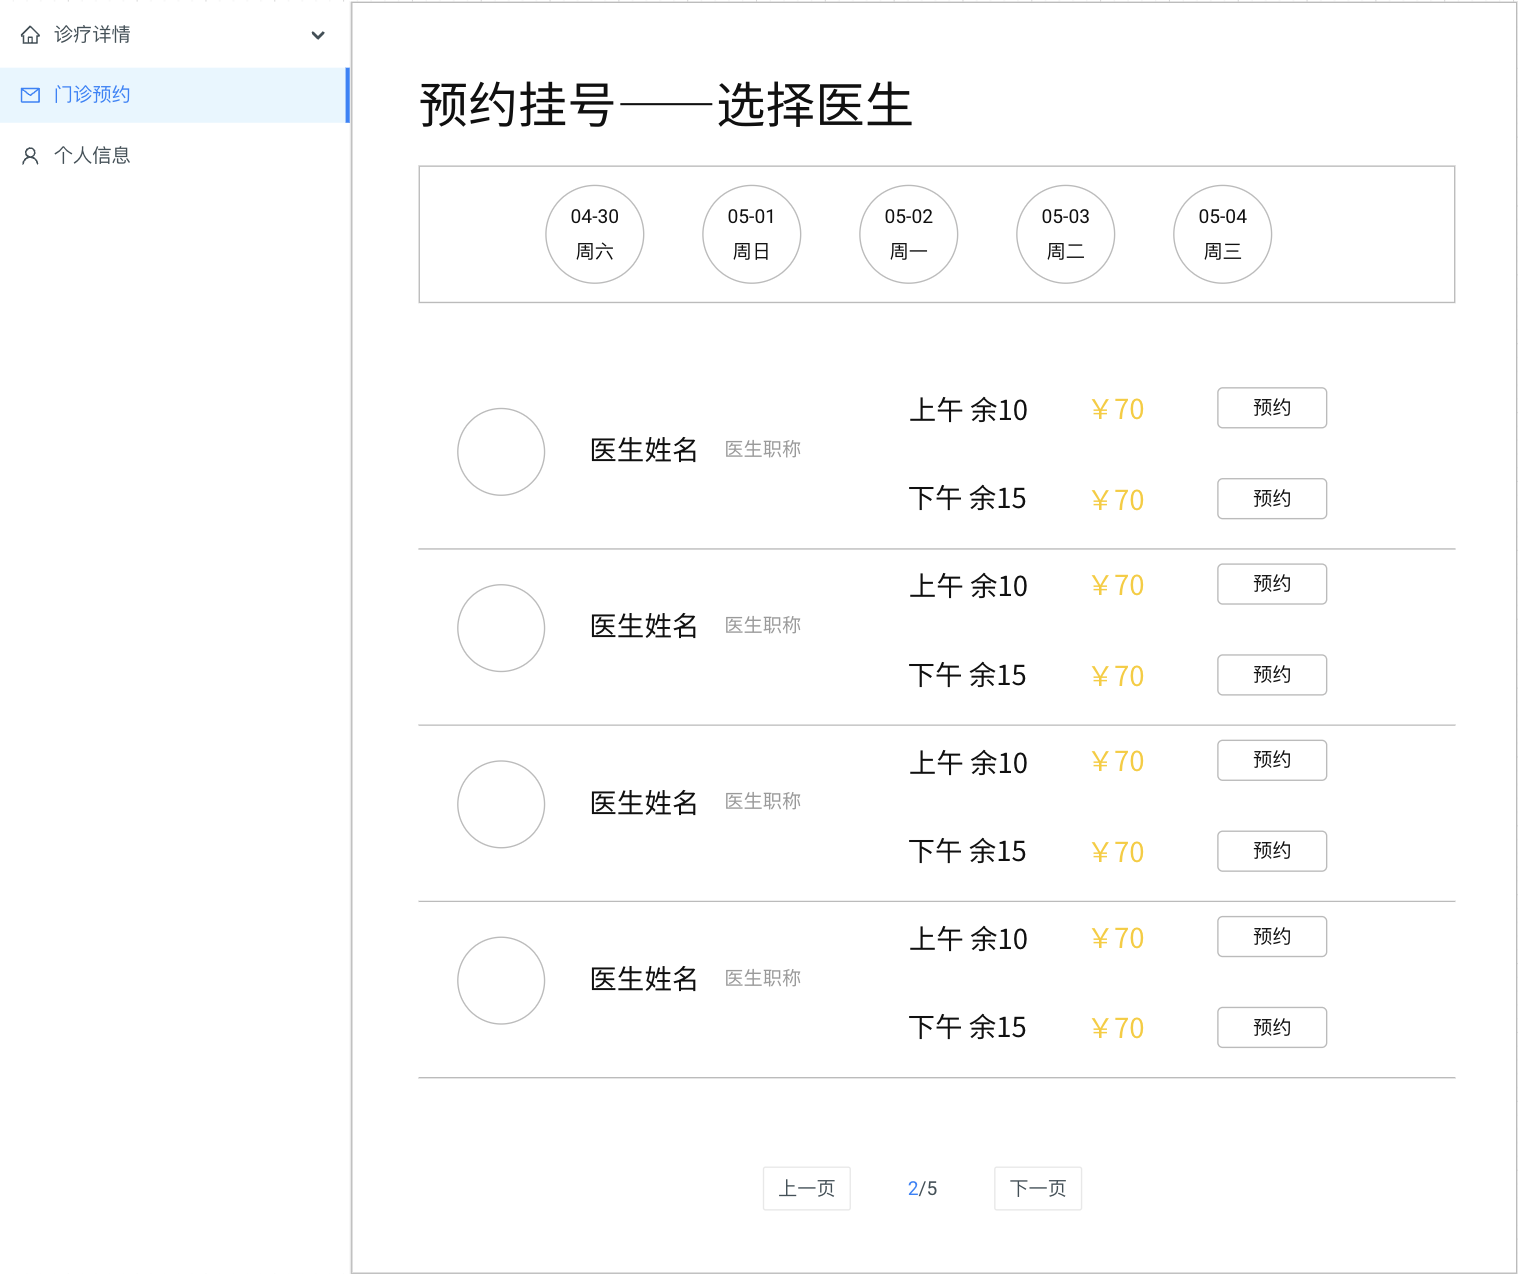 诊疗详情
门诊预约
个人信息
预约挂号——选择医生
04-30 05-01 05-02 05-03 05-04
周六 周日 周一 周二 周三
上午 余10 ￥70 预约
医生姓名 医生职称
下午 余15 ￥70 预约
上午 余10 ￥70 预约
医生姓名 医生职称
下午 余15 ￥70 预约
上午 余10 ￥70 预约
医生姓名 医生职称
下午 余15 ￥70 预约
上午 余10 ￥70 预约
医生姓名 医生职称
下午 余15 ￥70 预约
上一页 2/5 下一页